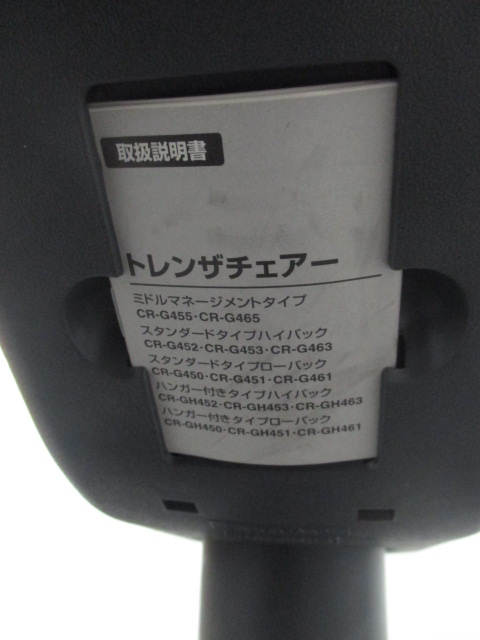 取扱説明書
トレンザチェアー
ミドルマネージメントタイプ
CR-G455・CR-G465
スタンダードタイプハイバック
CR-G452・CR-G453・CR-G463
スタンダードタイプローバック
CR-G450・CR-G451・CR-G461
ハンガー付きタイプハイバック
CR-GH452・CR-GH453・CR-GH463
ハンガー付きタイプローバック
CR-GH450・CR-GH451・CR-GH461